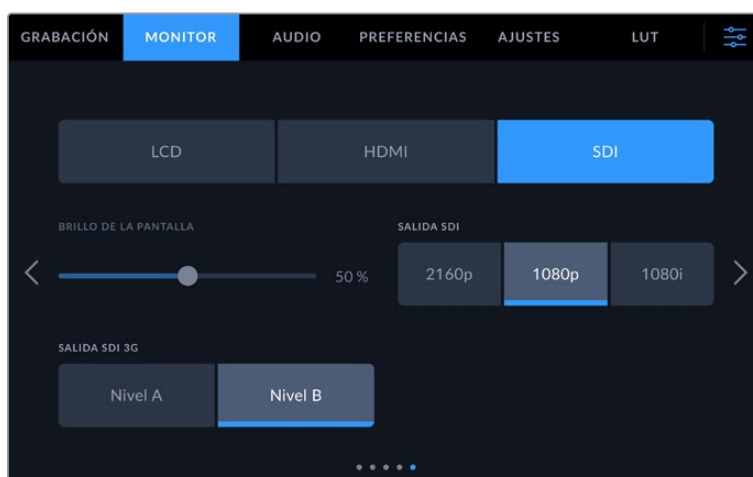 GRABACIÓN MONITOR AUDIO PREFERENCIAS AJUSTES LUT
LCD HDMI SDI
BRILLO DE LA PANTALLA SALIDA SDI
50 % 2160p 1080p 1080i
SALIDA SDI 3G
Nivel A Nivel B